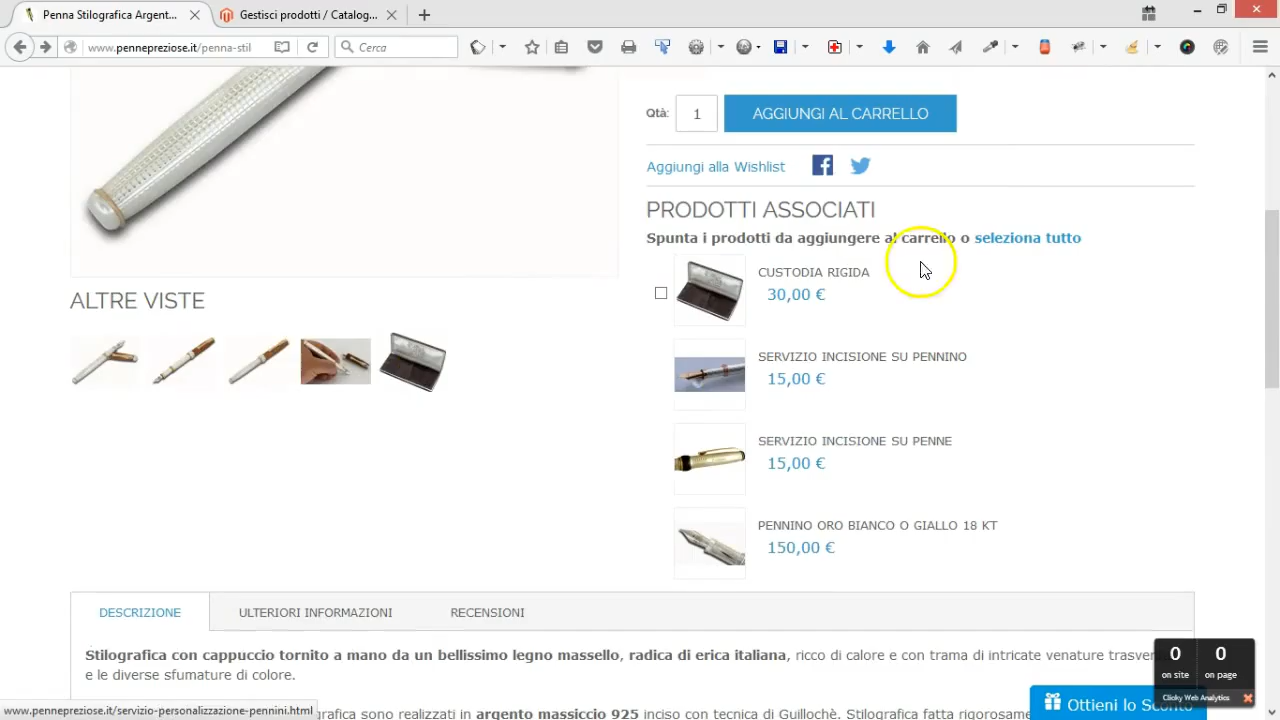 Penna Stilografica Argent...
Gestisci prodotti / Catalog...
www.pennepreziose.it/penna-stil
Cerca
Qtà:
1
AGGIUNGI AL CARRELLO
Aggiungi alla Wishlist
PRODOTTI ASSOCIATI
Spunta i prodotti da aggiungere al carrello o seleziona tutto
CUSTODIA RIGIDA
30,00 €
ALTRE VISTE
SERVIZIO INCISIONE SU PENNINO
15,00 €
SERVIZIO INCISIONE SU PENNE
15,00 €
PENNINO ORO BIANCO O GIALLO 18 KT
150,00 €
DESCRIZIONE
ULTERIORI INFORMAZIONI
RECENSIONI
Stilografica con cappuccio tornito a mano da un bellissimo legno massello, radica di erica italiana, ricco di calore e con trama di intricate venature
e le diverse sfumature di colore.
0
0
on site
on page
Clicky Web Analytics
Ottieni lo Sconto
www.pennepreziose.it/servizio-personalizzazione-pennini.html
sono realizzati in argento massiccio 925 inciso con tecnica di Guillochè. Stilografica fatta